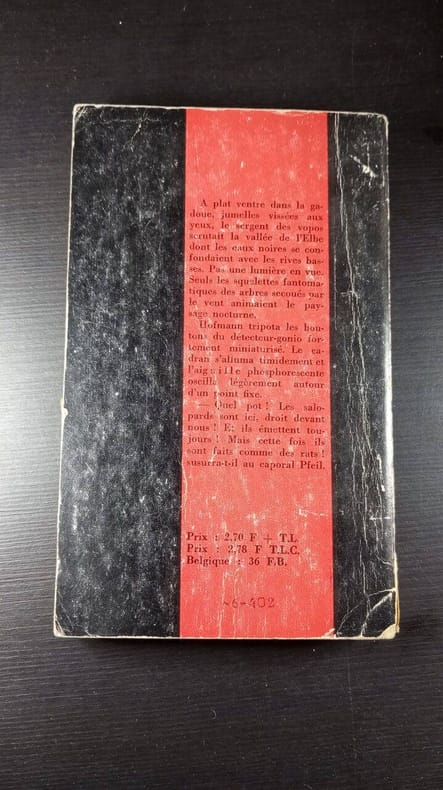 A plat ventre dans la ga-
doue, jumelles vissées aux
yeux, le sergent des vopos
scrutait la vallée de l'Elbe
dont les eaux noires se con-
fondaient avec les rives bas-
ses. Pas une lumière en vue.
Seuls les squelettes fantoma-
tiques des arbres secoués par
le vent animaient le pay-
sage nocturne.
Hofmann tripota les bou-
tons du détecteur-gonio for-
tement miniaturisé. Le ca-
dran s'alluma timidement et
l'aiguille phosphorescente
oscilla légèrement autour
d'un point fixe.
— Quel pot ! Les salo-
pards sont ici, droit devant
nous ! Et ils émettent tou-
jours ! Mais cette fois ils
sont faits comme des rats !
susurra-t-il au caporal Pfeil.
Prix : 2,70 F + T.L.
Prix : 2,78 F T.L.C.
Belgique : 36 F.B.
6-402